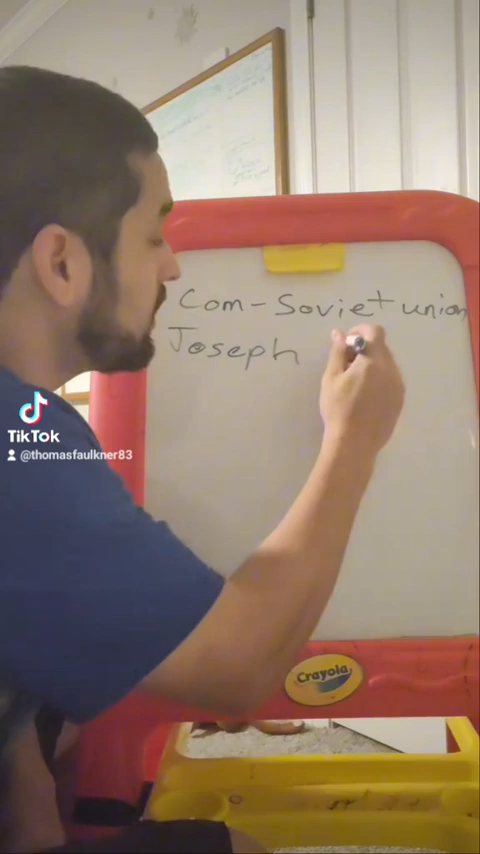 Com-Soviet union
Joseph
TikTok
@thomasfaulkner83
Crayola